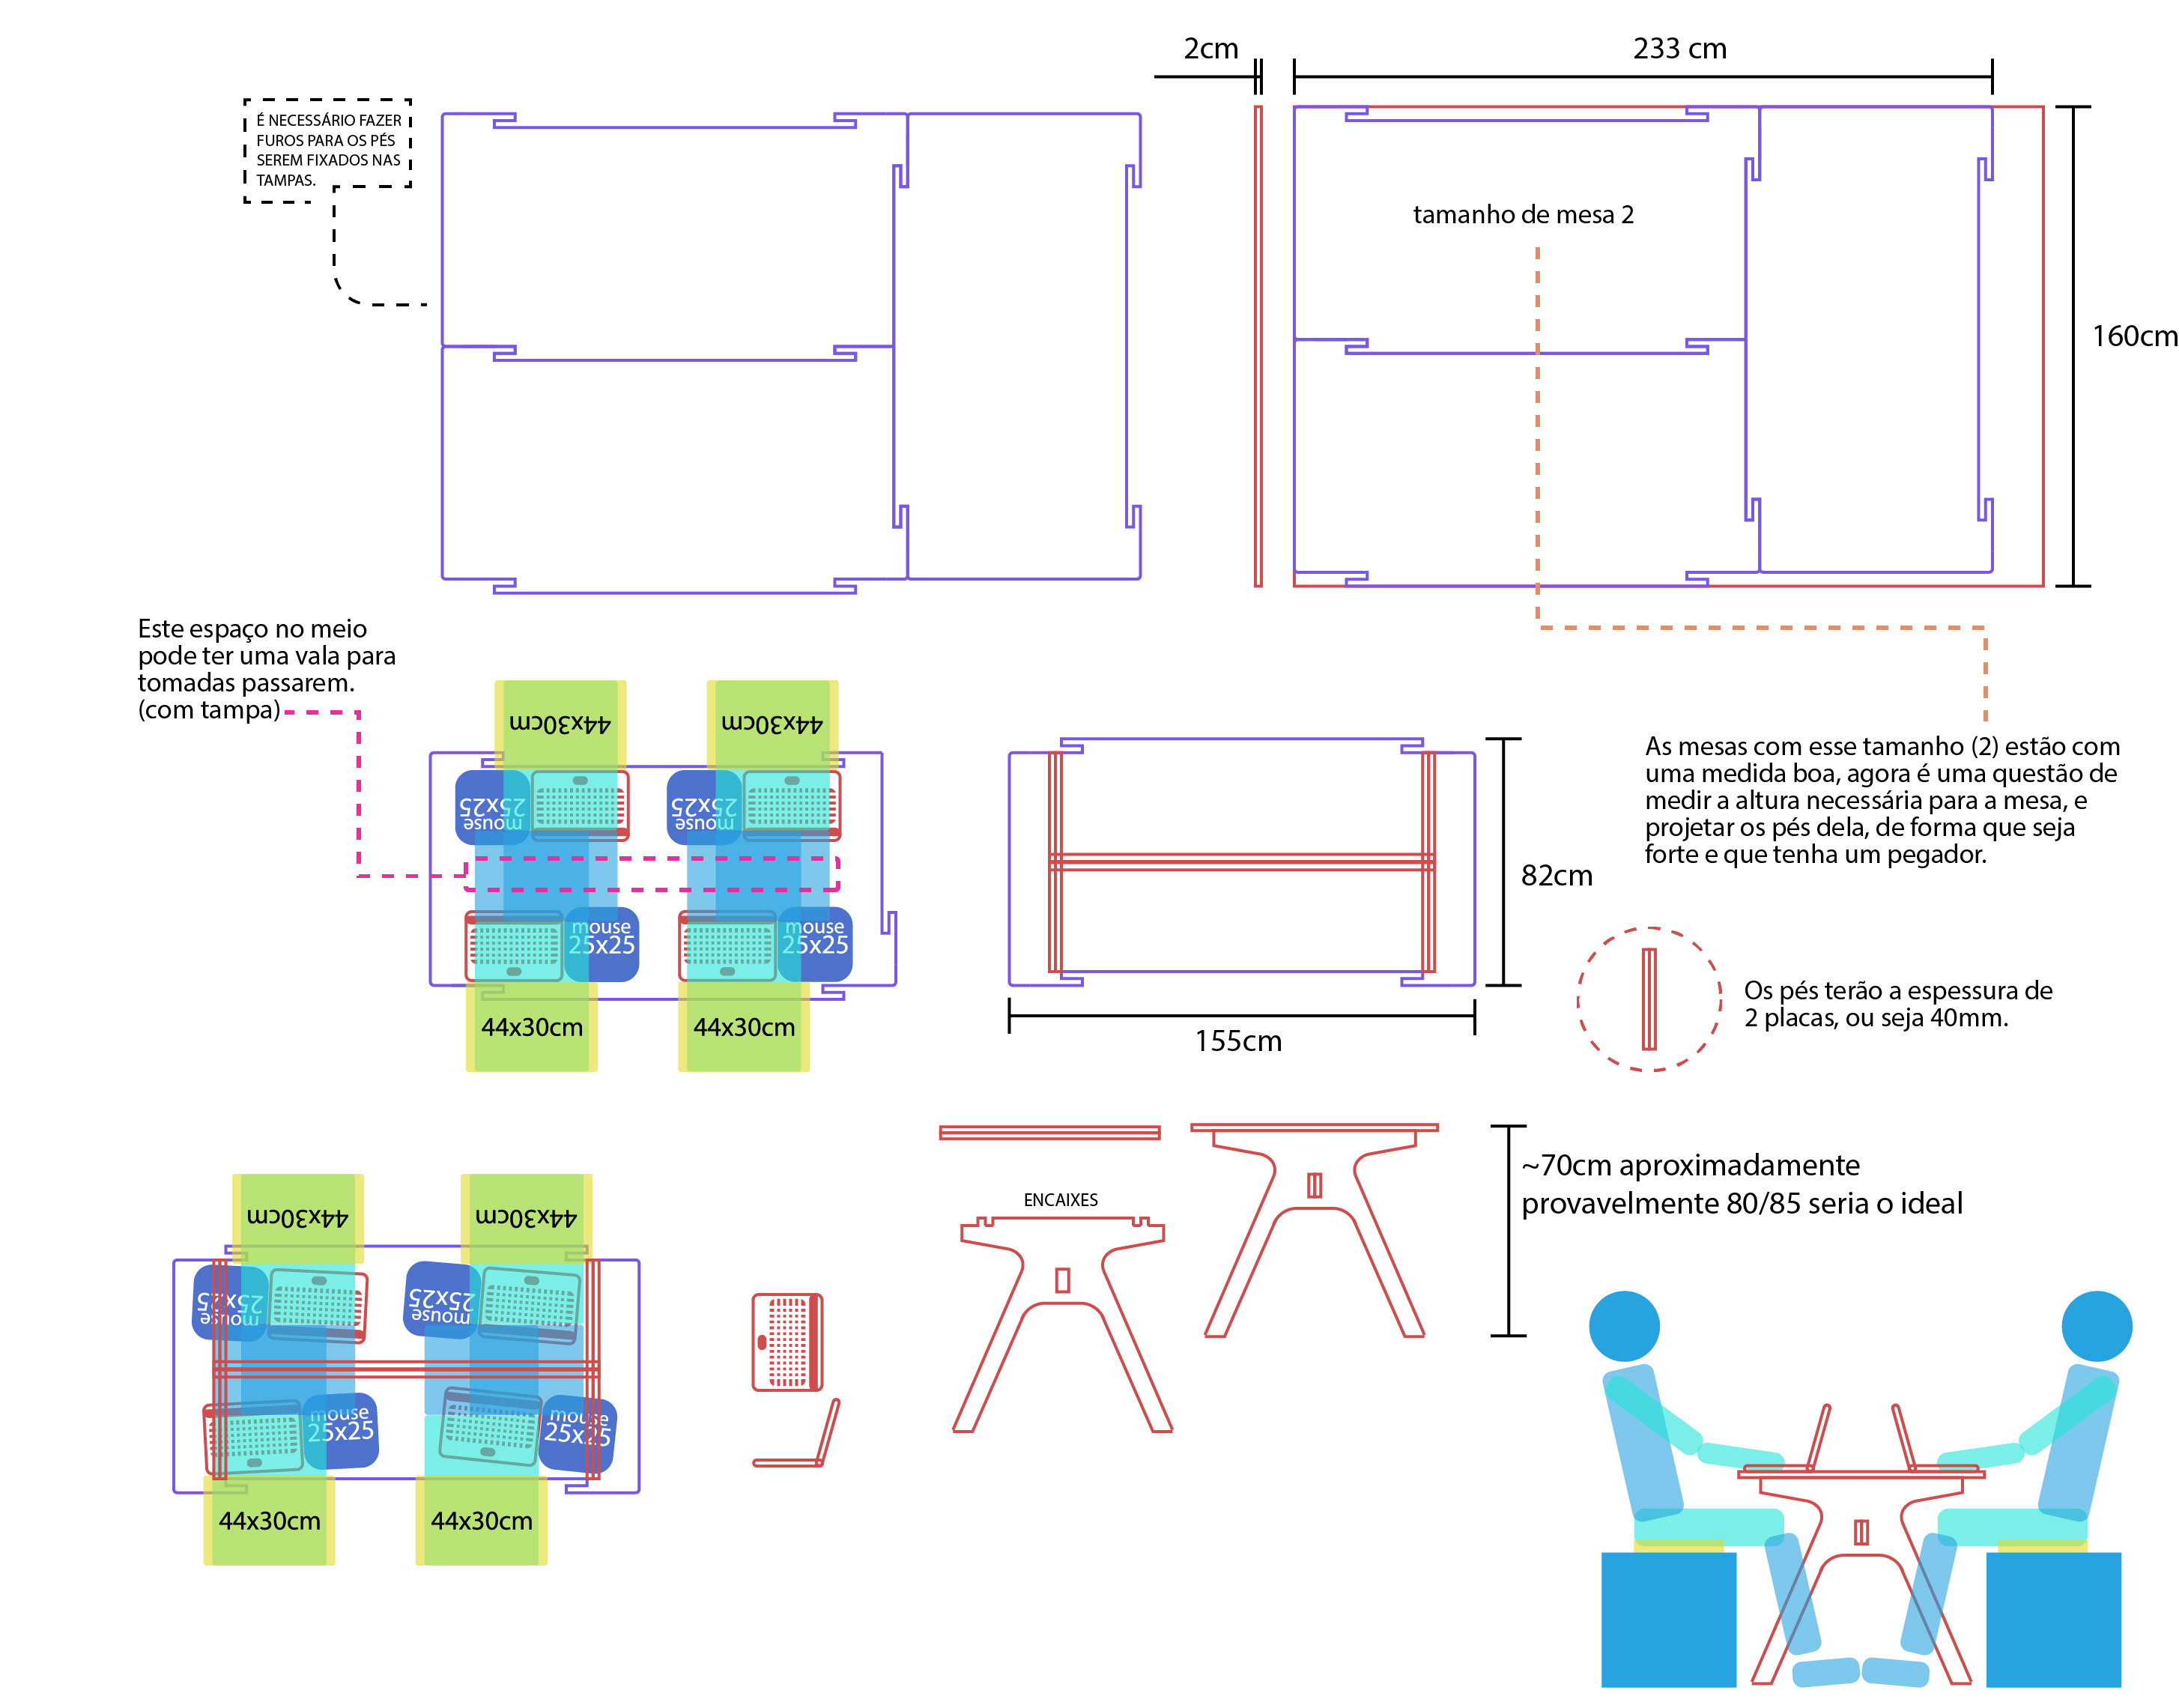 2cm
233 cm
É NECESSÁRIO FAZER
FUROS PARA OS PÉS
SEREM FIXADOS NAS
TAMPAS.
tamanho de mesa 2
160cm
Este espaço no meio
pode ter uma vala para
tomadas passarem.
(com tampa)
44x30cm
44x30cm
mouse
25x25
mouse
25x25
mouse
25x25
mouse
25x25
44x30cm
44x30cm
82cm
155cm
As mesas com esse tamanho (2) estão com
uma medida boa, agora é uma questão de
medir a altura necessária para a mesa, e
projetar os pés dela, de forma que seja
forte e que tenha um pegador.
Os pés terão a espessura de
2 placas, ou seja 40mm.
~70cm aproximadamente
provavelmente 80/85 seria o ideal
ENCAIXES
44x30cm
44x30cm
mouse
25x25
mouse
25x25
mouse
25x25
mouse
25x25
44x30cm
44x30cm